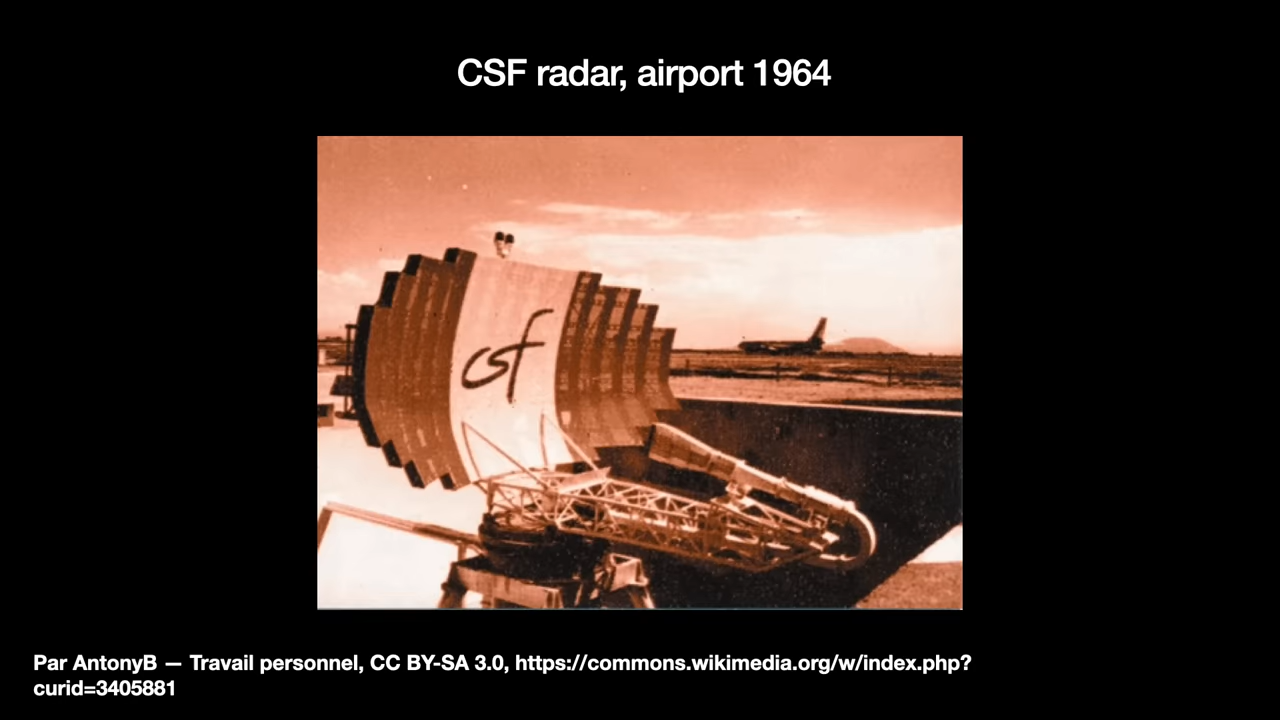 CSF radar, airport 1964
csf
Par AntonyB — Travail personnel, CC BY-SA 3.0, https://commons.wikimedia.org/w/index.php?
curid=3405881